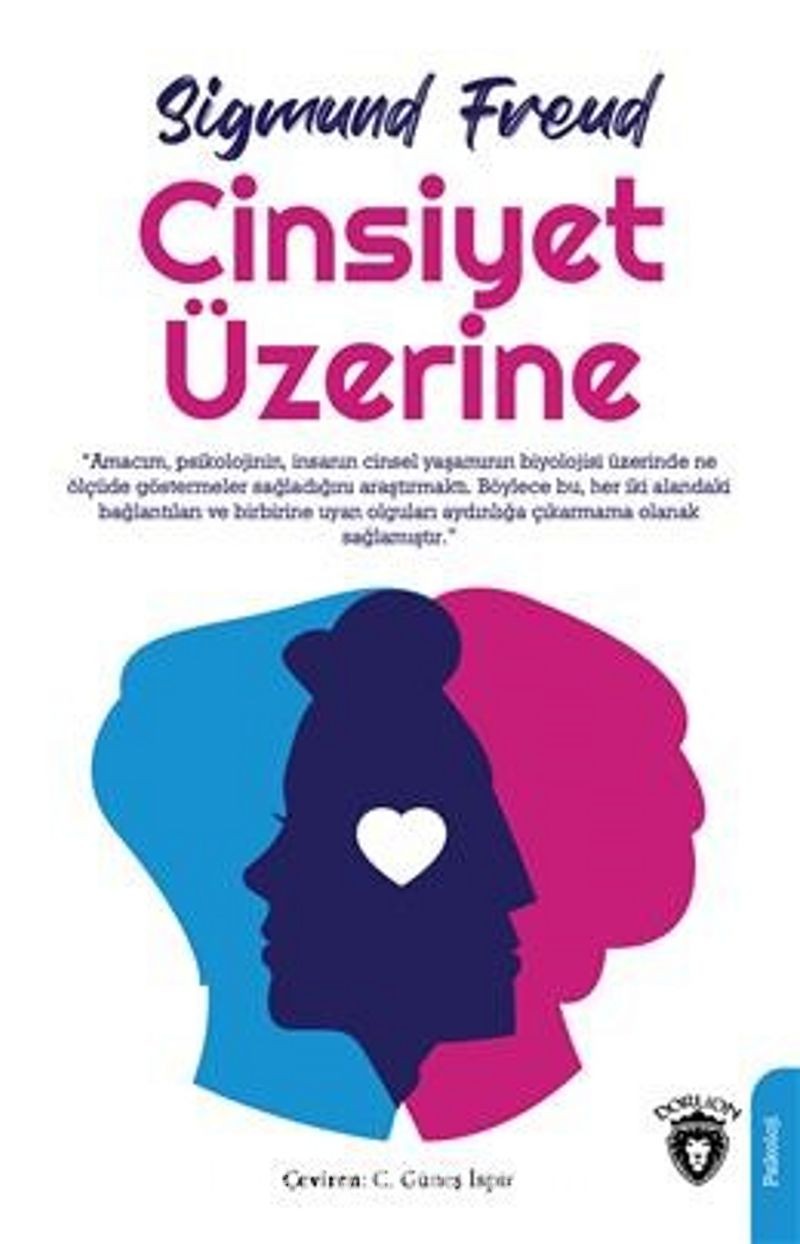 Sigmund Freud
Cinsiyet
Üzerine
"Amacım, psikolojinin, insanın cinsel yaşamının biyolojisi üzerinde ne
ölçüde göstermeler sağladığını araştırmaktı. Böylece bu, her iki alandaki
bağlantıları ve birbirine uyan olguları aydınlığa çıkarmama olanak
sağlamıştır."
DORLION
Psikoloji
Çeviren: C. Güneş İspir